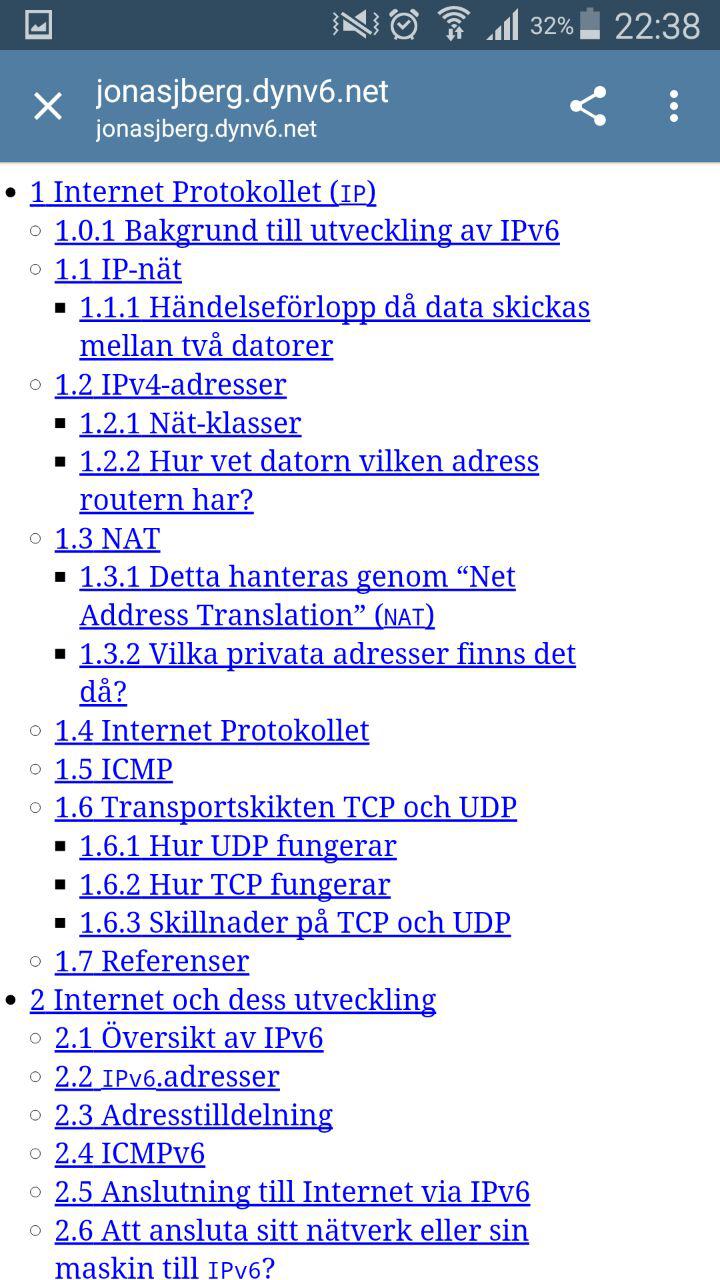 32% 22:38
jonasjberg.dynv6.net
jonasjberg.dynv6.net
1 Internet Protokollet (IP)
1.0.1 Bakgrund till utveckling av IPv6
1.1 IP-nät
1.1.1 Händelseförlopp då data skickas
mellan två datorer
1.2 IPv4-adresser
1.2.1 Nät-klasser
1.2.2 Hur vet datorn vilken adress
routern har?
1.3 NAT
1.3.1 Detta hanteras genom “Net
Address Translation” (NAT)
1.3.2 Vilka privata adresser finns det
då?
1.4 Internet Protokollet
1.5 ICMP
1.6 Transportskikten TCP och UDP
1.6.1 Hur UDP fungerar
1.6.2 Hur TCP fungerar
1.6.3 Skillnader på TCP och UDP
1.7 Referenser
2 Internet och dess utveckling
2.1 Översikt av IPv6
2.2 IPv6.adresser
2.3 Adresstilldelning
2.4 ICMPv6
2.5 Anslutning till Internet via IPv6
2.6 Att ansluta sitt nätverk eller sin
maskin till IPv6?